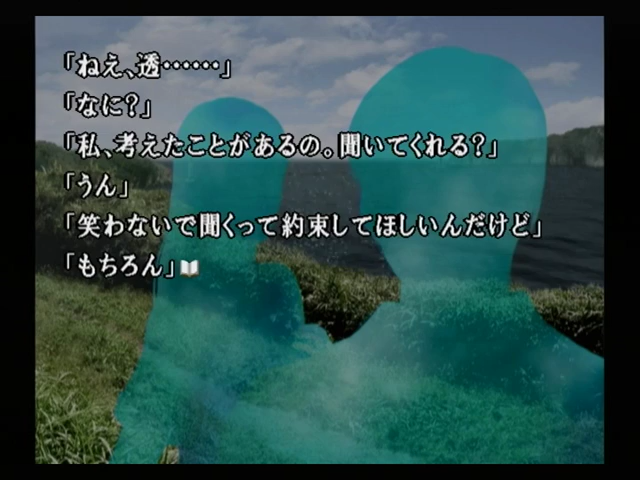 「ねえ、透……」
「なに?」
「私、考えたことがあるの。聞いてくれる?」
「うん」
「笑わないで聞くって約束してほしいんだけど」
「もちろん」